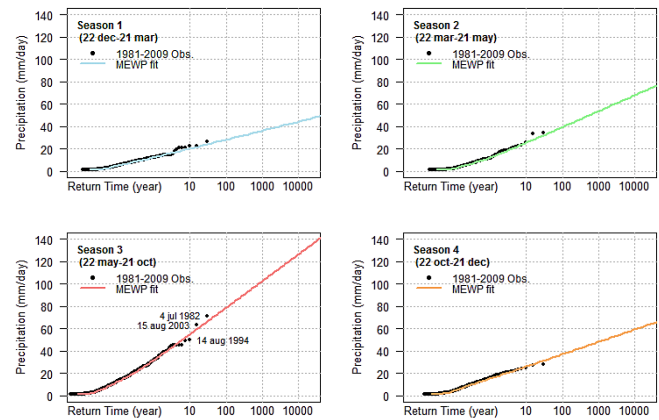 Season 1
(22 dec-21 mar)
1981-2009 Obs.
MEWP fit
Precipitation (mm/day)
140
120
100
80
60
40
20
0
Return Time (year)
10
100
1000
10000
Season 2
(22 mar-21 may)
1981-2009 Obs.
MEWP fit
Precipitation (mm/day)
140
120
100
80
60
40
20
0
Return Time (year)
10
100
1000
10000
Season 3
(22 may-21 oct)
1981-2009 Obs.
MEWP fit
4 jul 1982
15 aug 2003
14 aug 1994
Precipitation (mm/day)
140
120
100
80
60
40
20
0
Return Time (year)
10
100
1000
10000
Season 4
(22 oct-21 dec)
1981-2009 Obs.
MEWP fit
Precipitation (mm/day)
140
120
100
80
60
40
20
0
Return Time (year)
10
100
1000
10000